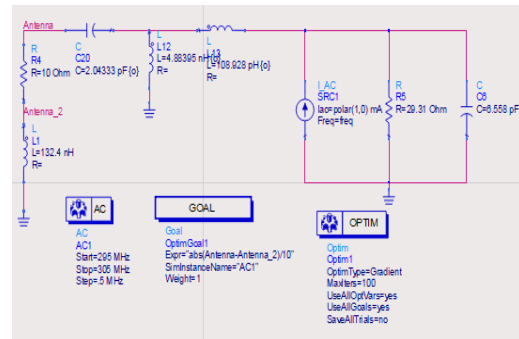 Antenna
R
R4
R=10 Ohm
C
C20
C=2.04333 pF{o}
L
L12
L=4.88395 nH{o}
R=
L
L13
L=108.928 pH{o}
R=
Antenna_2
L
L1
L=132.4 nH
R=
I_AC
SRC1
Iac=polar(1,0) mA
Freq=freq
R
R5
R=29.31 Ohm
C
C6
C=6.558 pF
AC
AC
AC1
Start=295 MHz
Stop=305 MHz
Step=.5 MHz
GOAL
Goal
OptimGoal1
Expr="abs(Antenna-Antenna_2)/10"
SimInstanceName="AC1"
Weight=1
OPTIM
Optim
Optim1
OptimType=Gradient
MaxIters=100
UseAllOptVars=yes
UseAllGoals=yes
SaveAllTrials=no